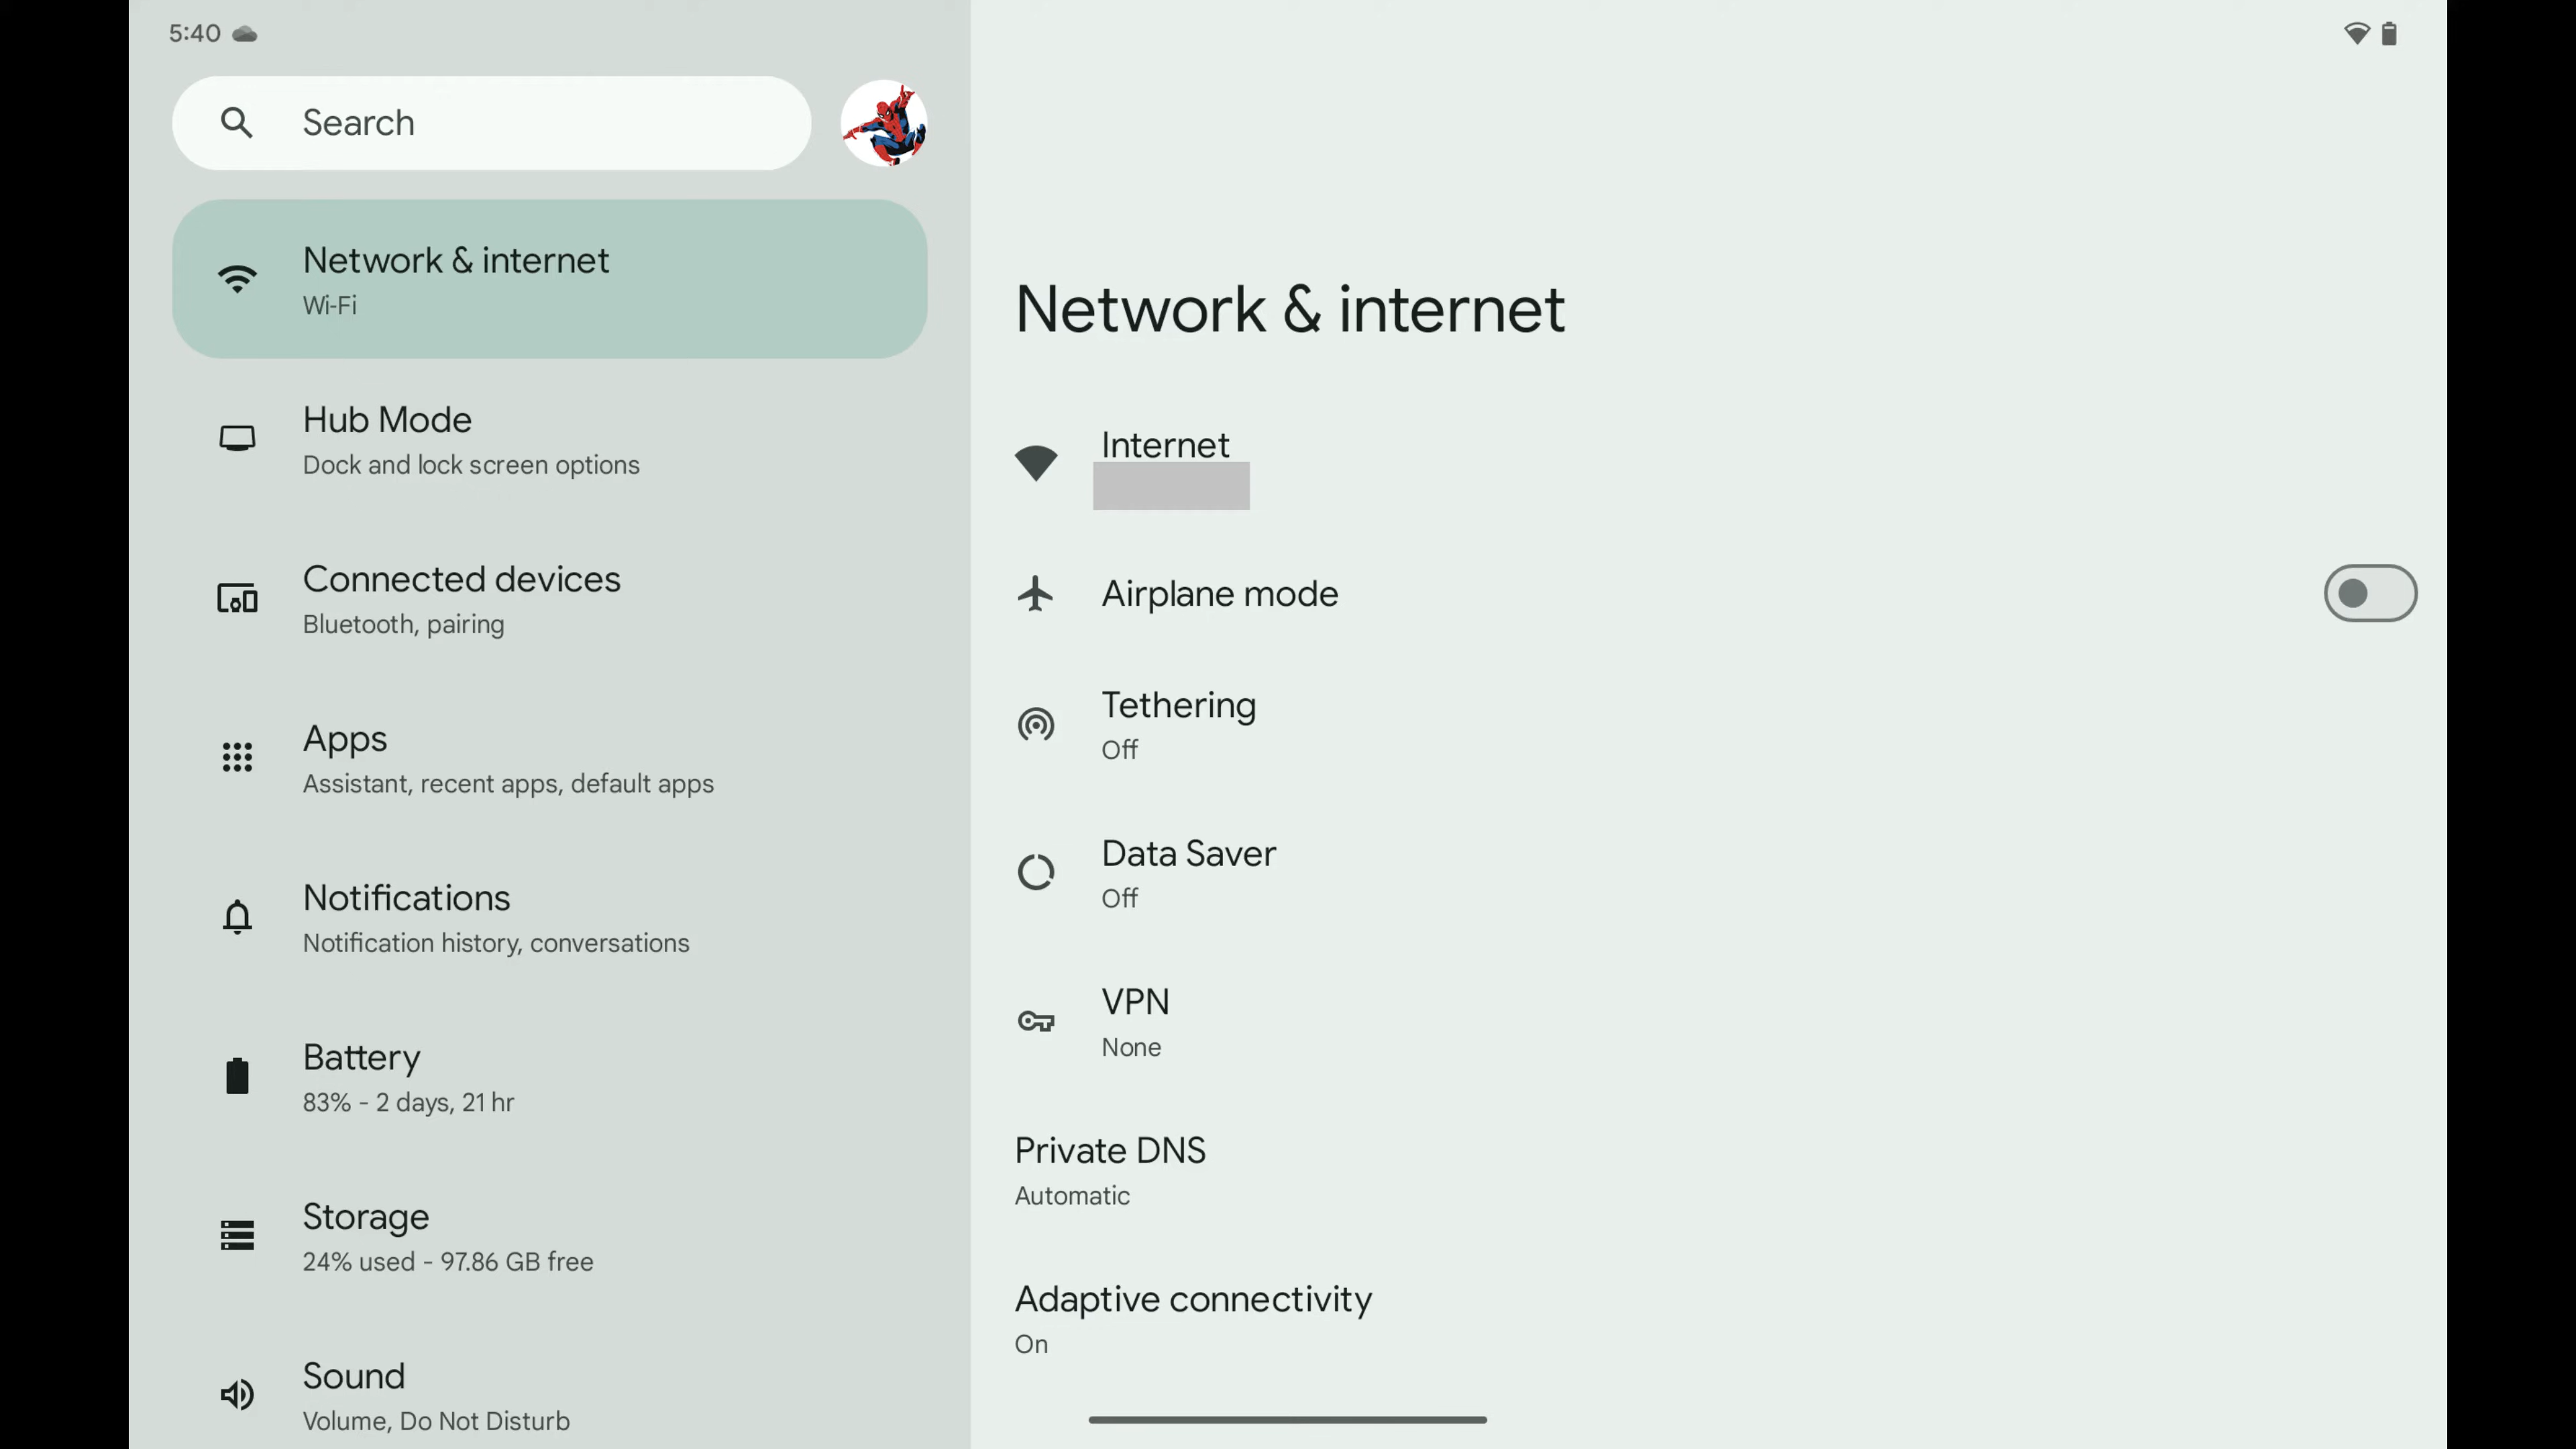 5:40
Search
Network & internet
Wi-Fi
Hub Mode
Dock and lock screen options
Connected devices
Bluetooth, pairing
Apps
Assistant, recent apps, default apps
Notifications
Notification history, conversations
Battery
83% - 2 days, 21 hr
Storage
24% used - 97.86 GB free
Sound
Volume, Do Not Disturb
Network & internet
Internet
Airplane mode
Tethering
Off
Data Saver
Off
VPN
None
Private DNS
Automatic
Adaptive connectivity
On